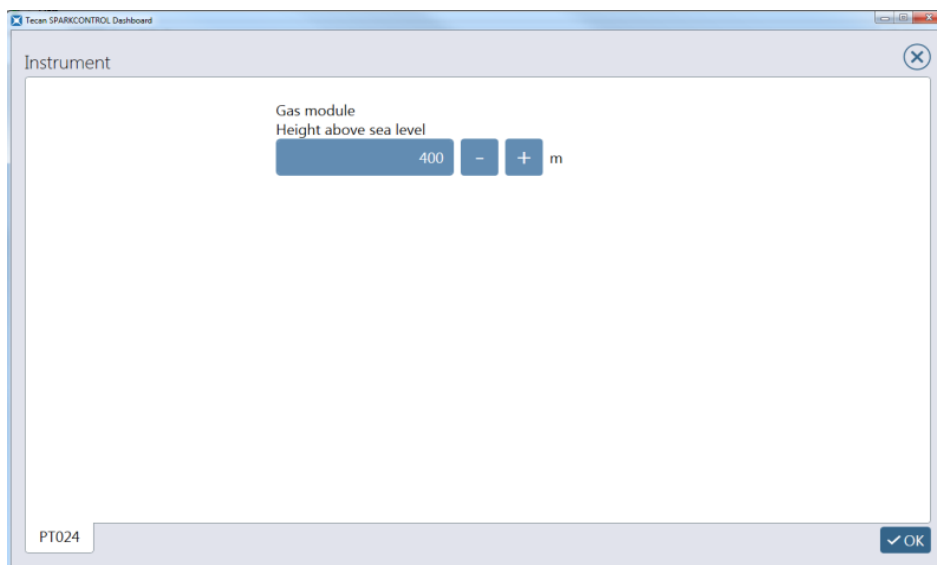 Tecan SPARKCONTROL Dashboard
Instrument
Gas module
Height above sea level
400 - + m
PT024
OK